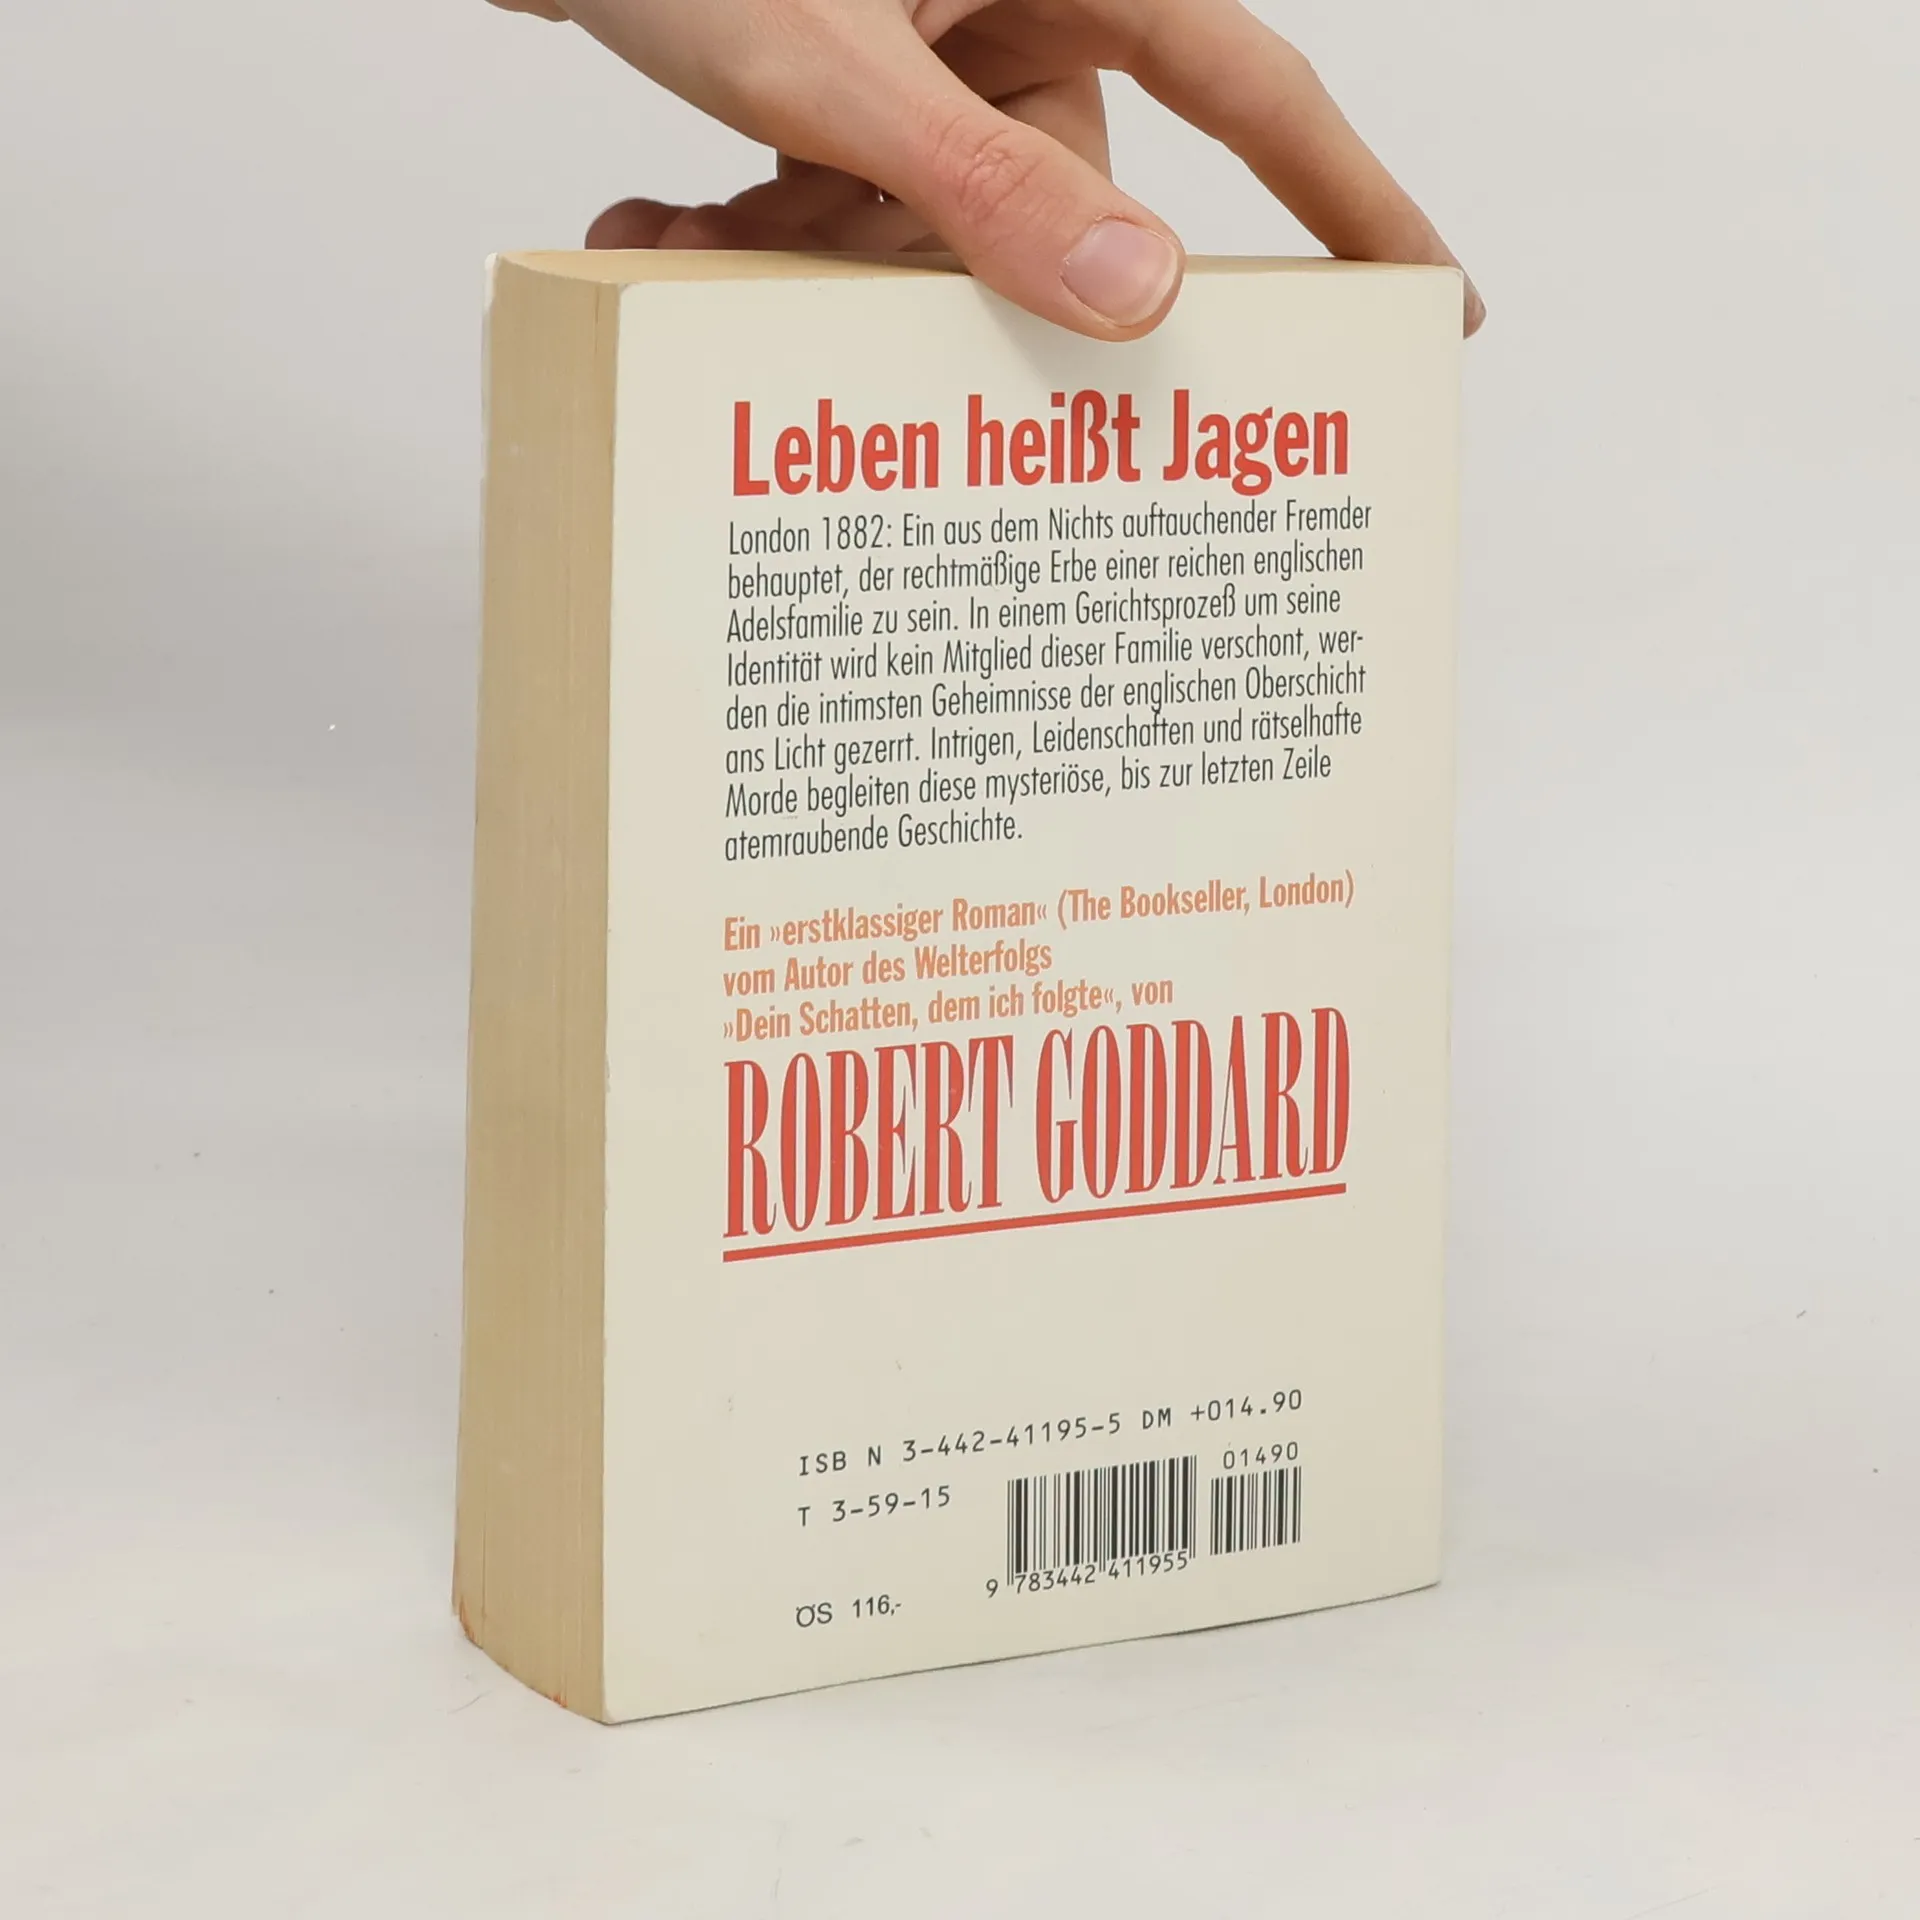 Leben heißt Jagen
London 1882: Ein aus dem Nichts auftauchender Fremder
behauptet, der rechtmäßige Erbe einer reichen englischen
Adelsfamilie zu sein. In einem Gerichtsprozeß um seine
Identität wird kein Mitglied dieser Familie verschont, wer-
den die intimsten Geheimnisse der englischen Oberschicht
ans Licht gezerrt. Intrigen, Leidenschaften und rätselhafte
Morde begleiten diese mysteriöse, bis zur letzten Zeile
atemraubende Geschichte.
Ein »erstklassiger Roman« (The Bookseller, London)
vom Autor des Welterfolgs
»Dein Schatten, dem ich folgte«, von
ROBERT GODDARD
ISB N 3-442-41195-5 DM +014.90
T 3-59-15
01490
9 783442 411955
ÖS 116,-